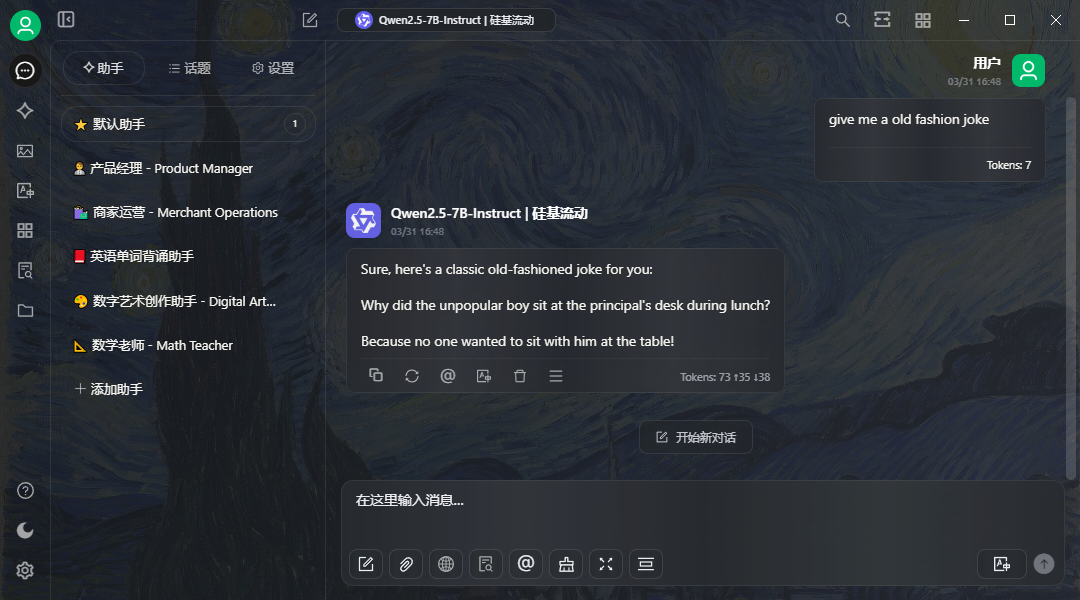 Qwen2.5-7B-Instruct | 硅基流动
助手
话题
设置
默认助手
1
产品经理 - Product Manager
商家运营 - Merchant Operations
英语单词背诵助手
数字艺术创作助手 - Digital Art...
数学老师 - Math Teacher
添加助手
用户
03/31 16:48
give me a old fashion joke
Tokens: 7
Qwen2.5-7B-Instruct | 硅基流动
03/31 16:48
Sure, here's a classic old-fashioned joke for you:
Why did the unpopular boy sit at the principal's desk during lunch?
Because no one wanted to sit with him at the table!
Tokens: 73 ↑35 ↓38
开始新对话
在这里输入消息...